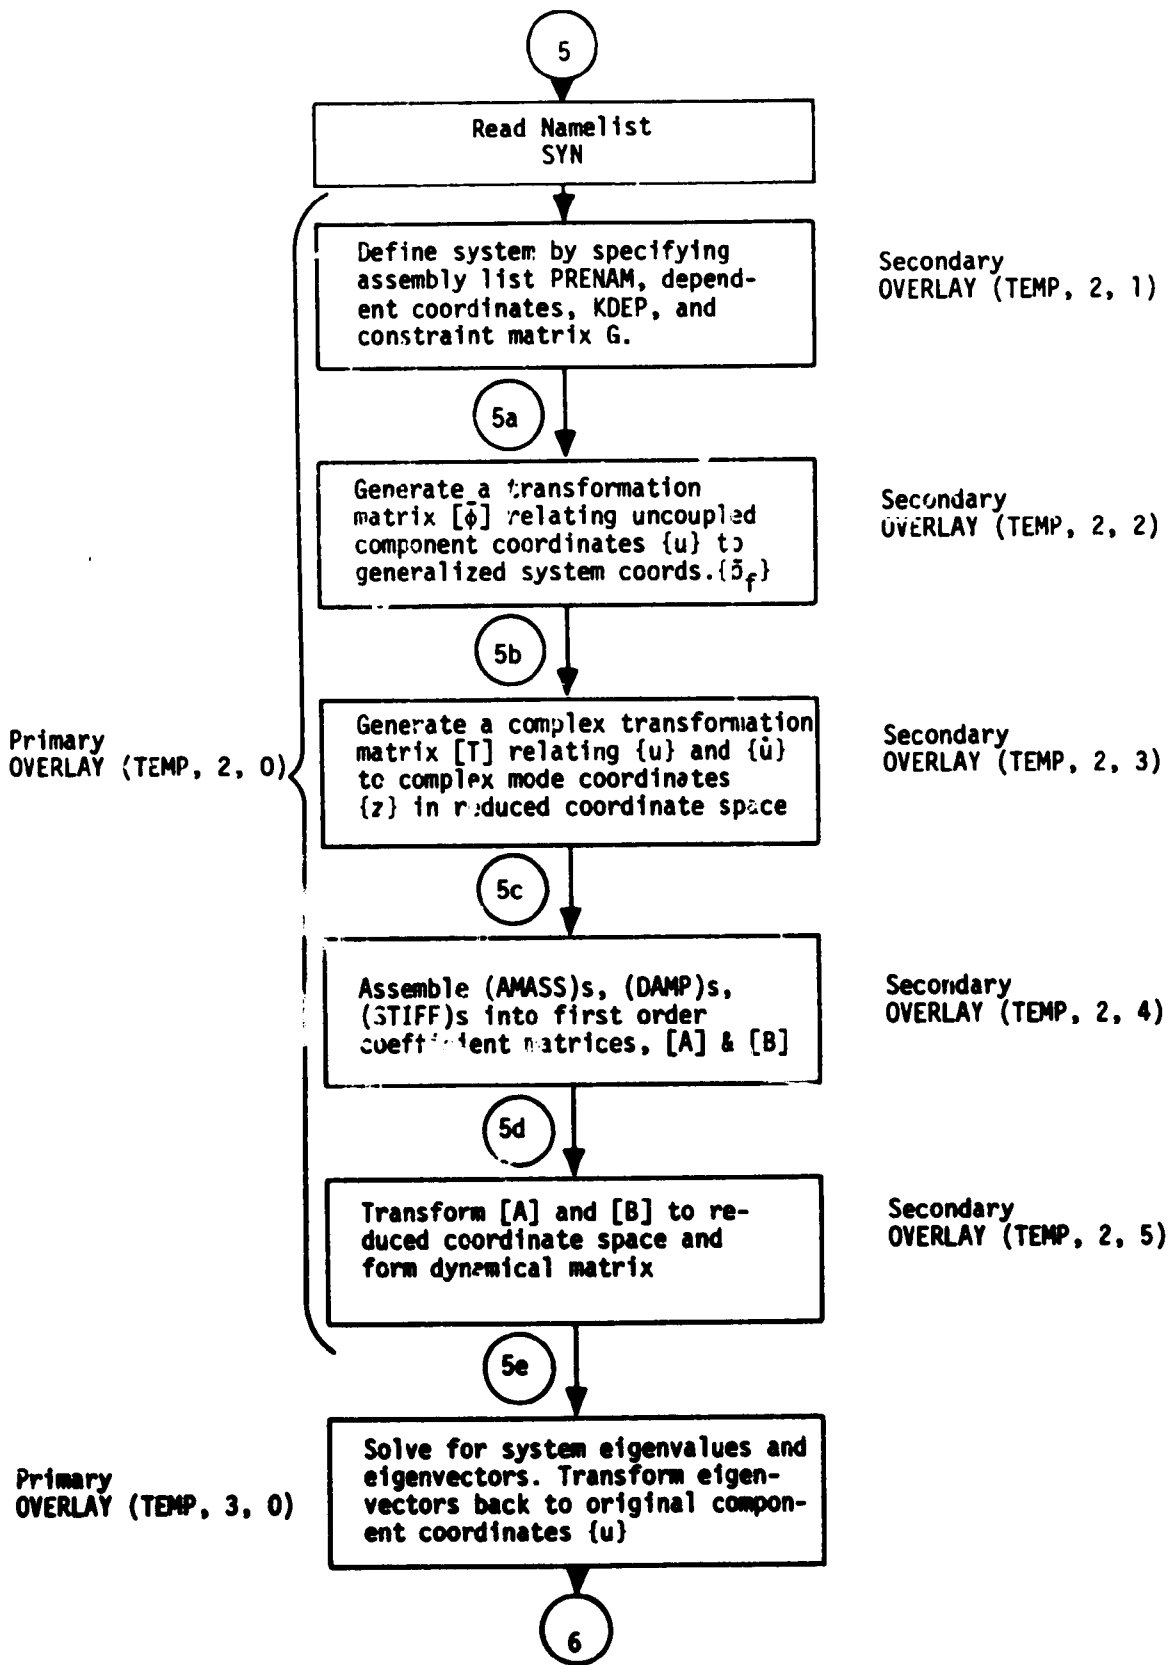 5
Read Namelist
SYN
Define system by specifying
assembly list PRENAM, depend-
ent coordinates, KDEP, and
constraint matrix G.
Secondary
OVERLAY (TEMP, 2, 1)
5a
Generate a transformation
matrix [ϕ̄] relating uncoupled
component coordinates {u} to
generalized system coords.
Secondary
OVERLAY (TEMP, 2, 2)
5b
Primary
OVERLAY (TEMP, 2, 0)
Generate a complex transformation
matrix [T] relating {u} and {u̇}
to complex mode coordinates
{z} in reduced coordinate space
Secondary
OVERLAY (TEMP, 2, 3)
5c
Assemble (AMASS)s, (DAMP)s,
(STIFF)s into first order
coefficient matrices, [A] & [B]
Secondary
OVERLAY (TEMP, 2, 4)
5d
Transform [A] and [B] to re-
duced coordinate space and
form dynamical matrix
Secondary
OVERLAY (TEMP, 2, 5)
5e
Primary
OVERLAY (TEMP, 3, 0)
Solve for system eigenvalues and
eigenvectors. Transform eigen-
vectors back to original compon-
ent coordinates {u}
6